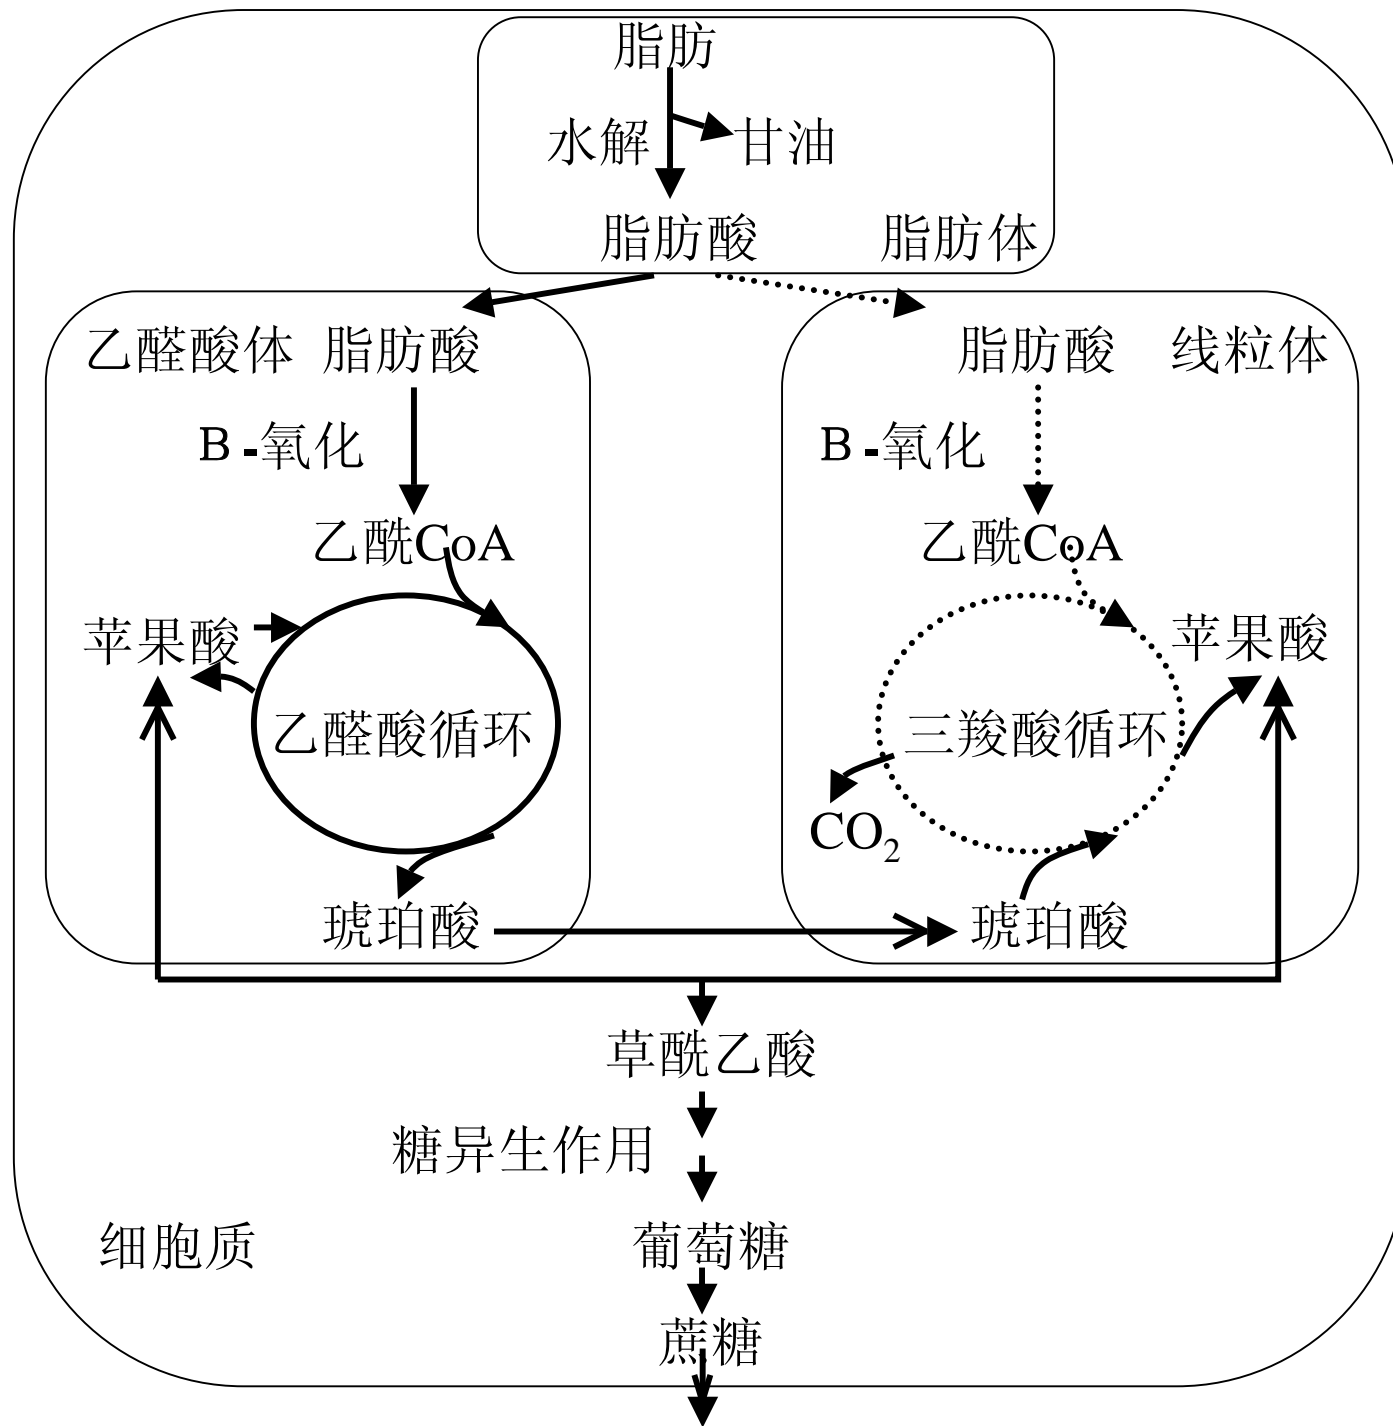 脂肪
水解 甘油
脂肪酸 脂肪体
乙醛酸体 脂肪酸
B-氧化
乙酰CoA
苹果酸
乙醛酸循环
琥珀酸
脂肪酸 线粒体
B-氧化
乙酰CoA
苹果酸
三羧酸循环
CO₂
琥珀酸
草酰乙酸
糖异生作用
细胞质 葡萄糖
蔗糖